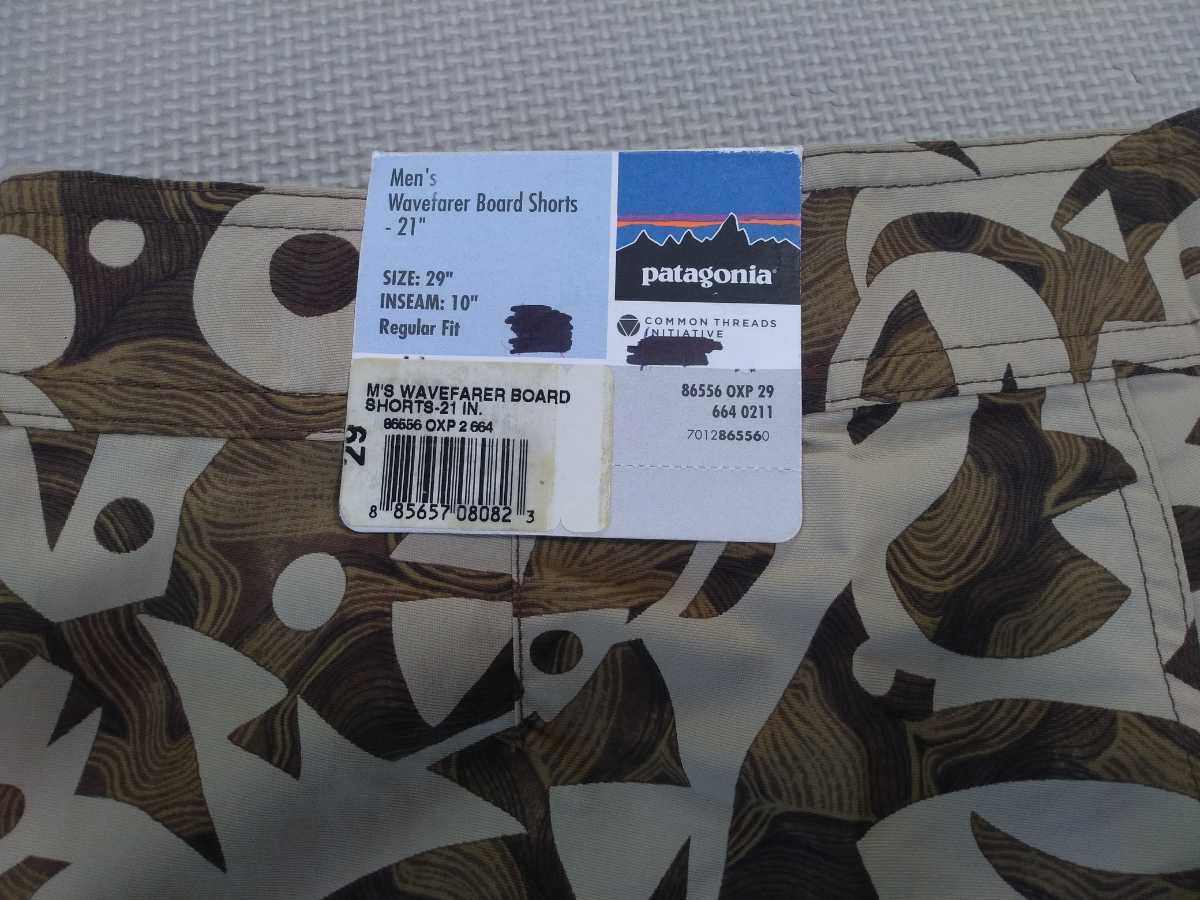 Men's
Wavefarer Board Shorts
- 21"
SIZE: 29"
INSEAM: 10"
Regular Fit
patagonia®
COMMON THREADS
INITIATIVE
M'S WAVEFARER BOARD
SHORTS-21 IN.
86556 OXP 2 664
29
8 85657 08082 3
86556 OXP 29
664 0211
7012865560